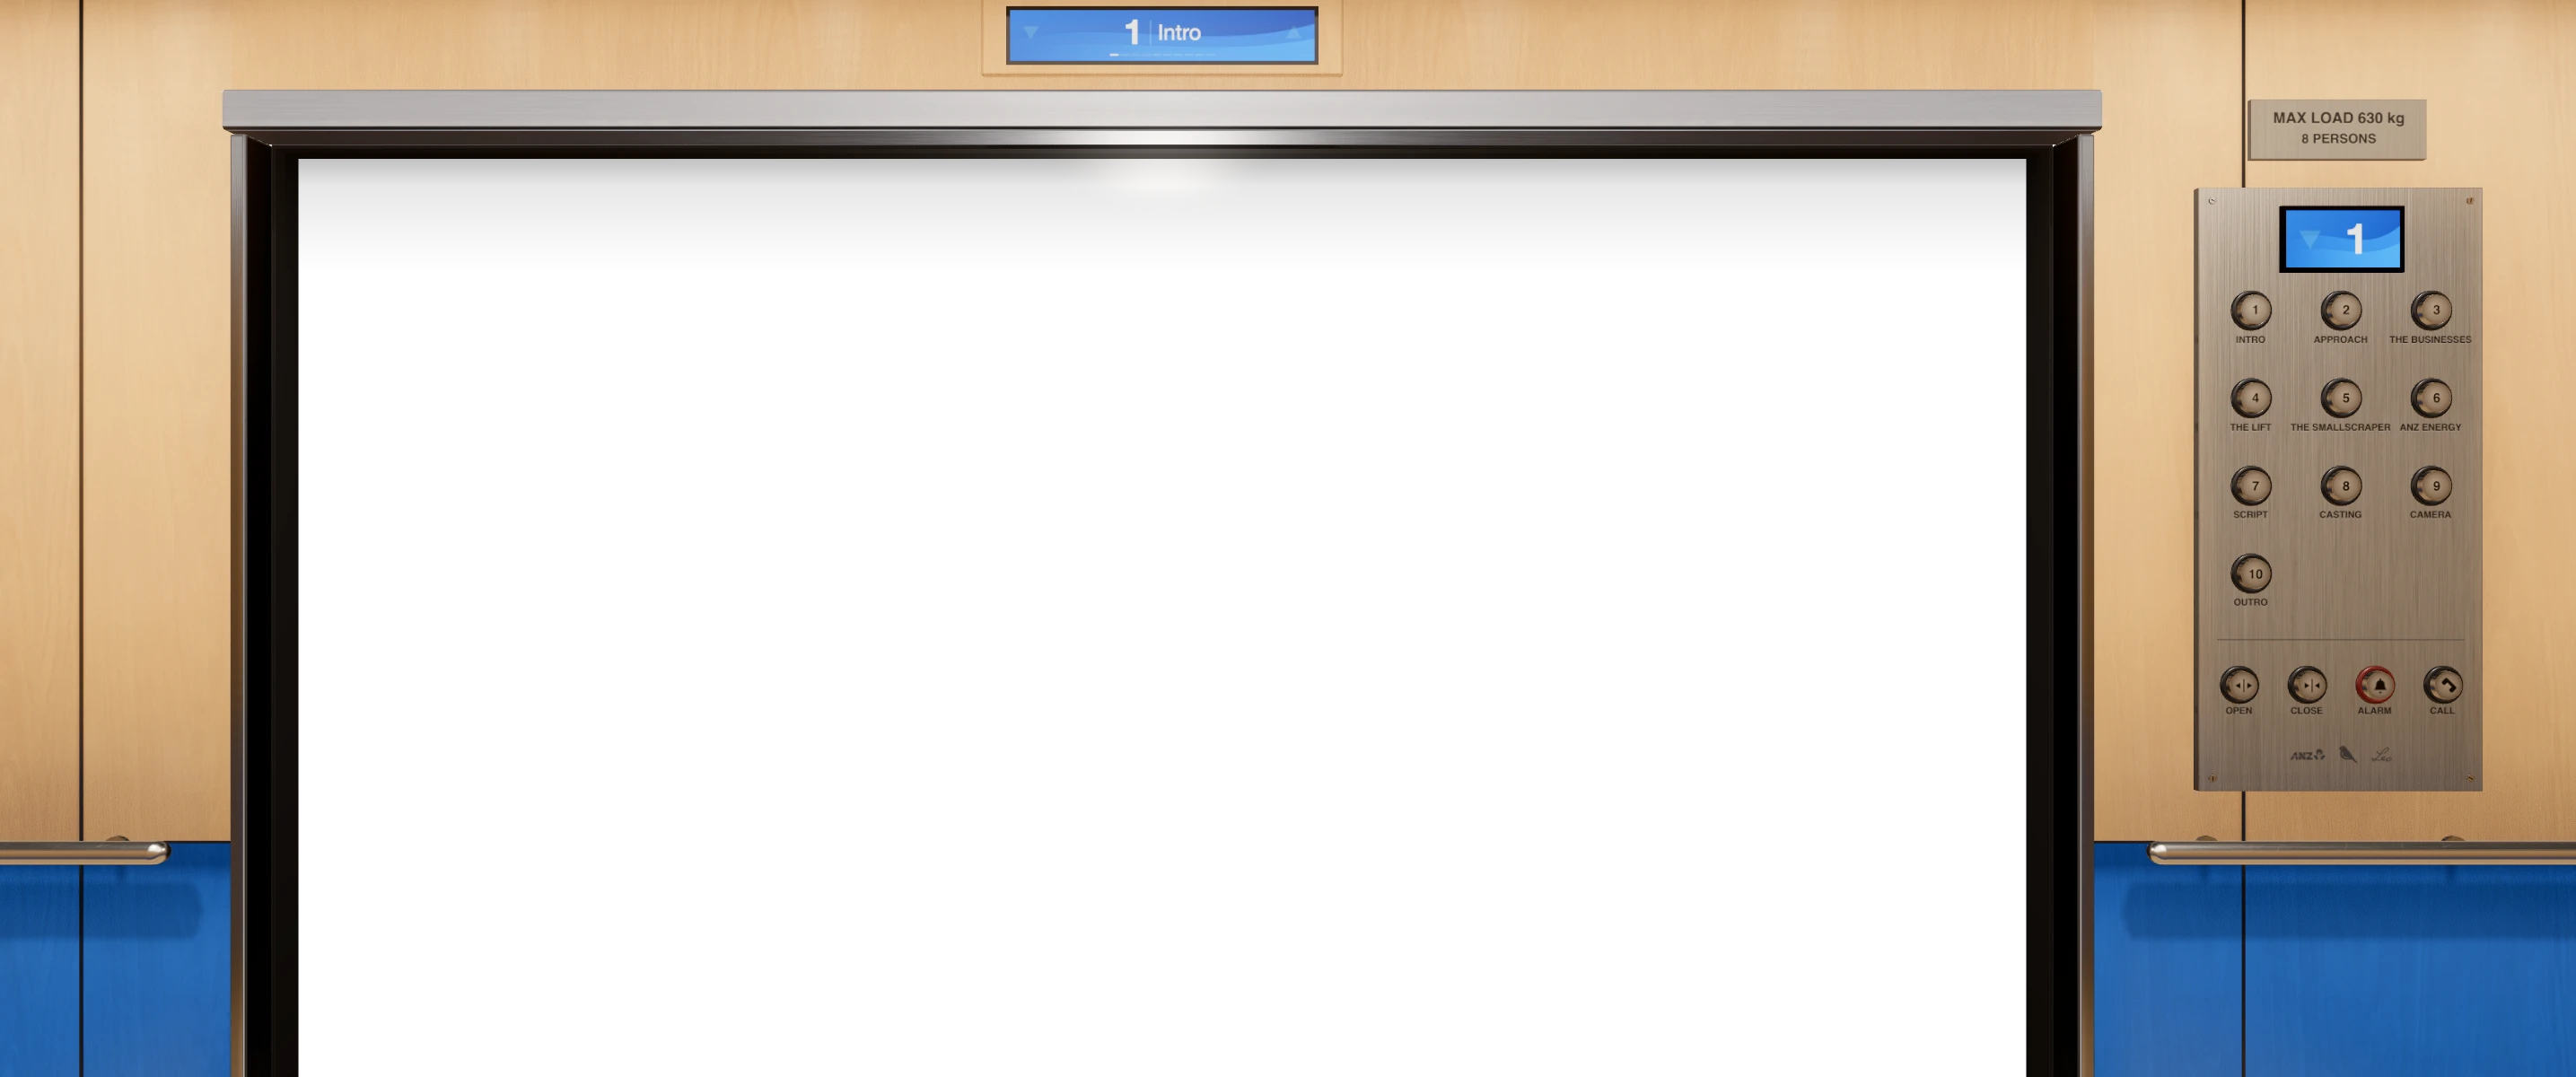 1 Intro
MAX LOAD 630 kg
8 PERSONS
1
1 2 3
INTRO APPROACH THE BUSINESSES
4 5 6
THE LIFT THE SMALLSCRAPER ANZ ENERGY
7 8 9
SCRIPT CASTING CAMERA
10
OUTRO
OPEN CLOSE ALARM CALL
ANZ Leo